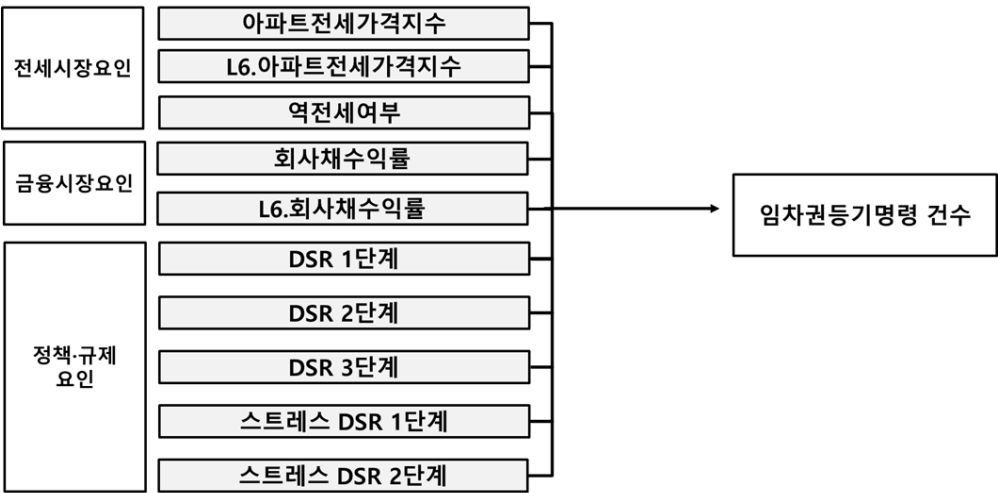 전세시장요인
아파트전세가격지수
L6.아파트전세가격지수
역전세여부
금융시장요인
회사채수익률
L6.회사채수익률
정책·규제
요인
DSR 1단계
DSR 2단계
DSR 3단계
스트레스 DSR 1단계
스트레스 DSR 2단계
임차권등기명령 건수